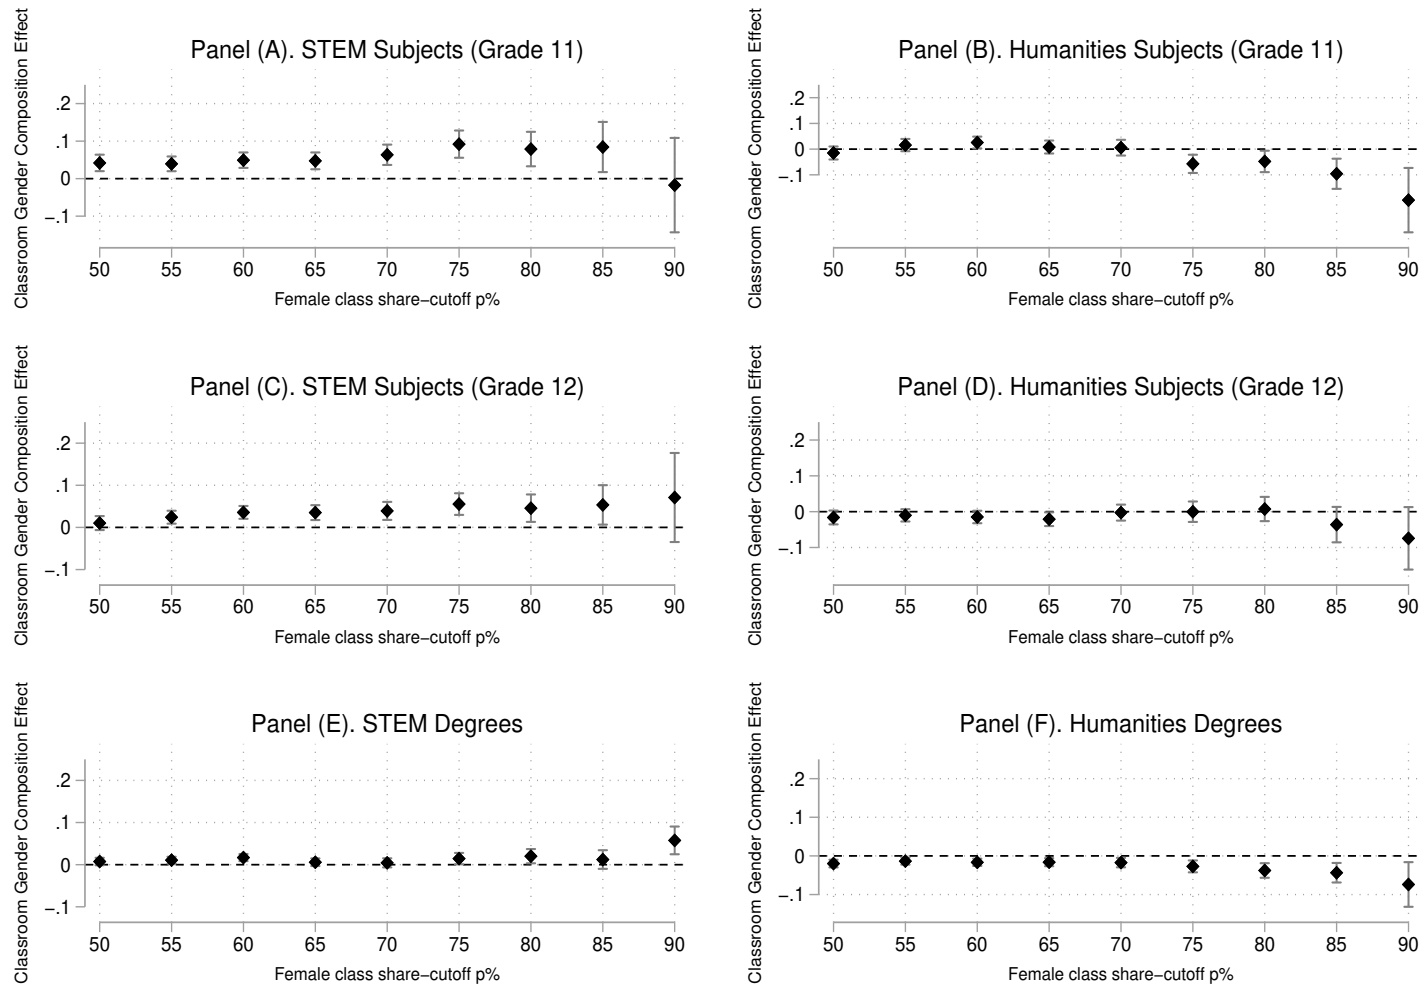 Panel (A). STEM Subjects (Grade 11)
Classroom Gender Composition Effect
.2
.1
0
−.1
50 55 60 65 70 75 80 85 90
Female class share−cutoff p%
Panel (B). Humanities Subjects (Grade 11)
Classroom Gender Composition Effect
.2
.1
0
−.1
50 55 60 65 70 75 80 85 90
Female class share−cutoff p%
Panel (C). STEM Subjects (Grade 12)
Classroom Gender Composition Effect
.2
.1
0
−.1
50 55 60 65 70 75 80 85 90
Female class share−cutoff p%
Panel (D). Humanities Subjects (Grade 12)
Classroom Gender Composition Effect
.2
.1
0
−.1
50 55 60 65 70 75 80 85 90
Female class share−cutoff p%
Panel (E). STEM Degrees
Classroom Gender Composition Effect
.2
.1
0
−.1
50 55 60 65 70 75 80 85 90
Female class share−cutoff p%
Panel (F). Humanities Degrees
Classroom Gender Composition Effect
.2
.1
0
−.1
50 55 60 65 70 75 80 85 90
Female class share−cutoff p%